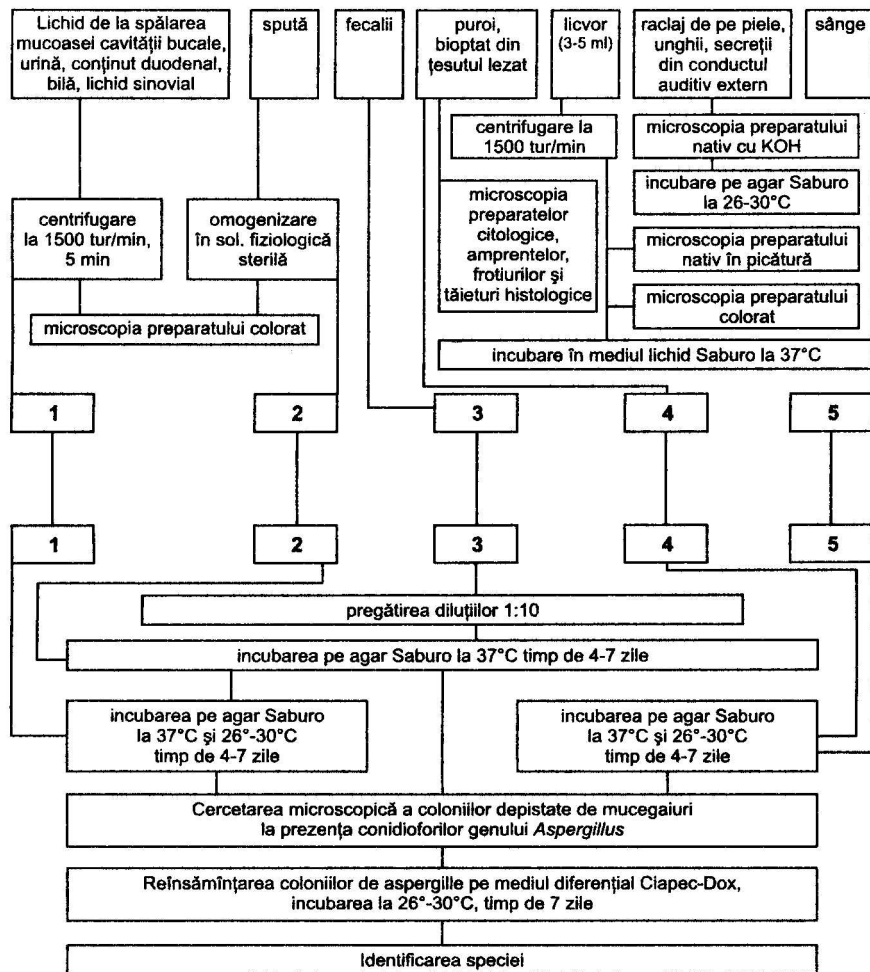 Lichid de la spălarea
mucoasei cavității bucale,
urină, conținut duodenal,
bilă, lichid sinovial
spută
fecalii
puroi,
bioptat din
țesutul lezat
licvor
(3-5 ml)
raclaj de pe piele,
unghii, secreții
din conductul
auditiv extern
sânge
centrifugare la
1500 tur/min
microscopia preparatului
nativ cu KOH
incubare pe agar Saburo
la 26-30°C
centrifugare
la 1500 tur/min,
5 min
omogenizare
în sol. fiziologică
sterilă
microscopia
preparatelor
citologice,
amprentelor,
frotiurilor și
tăieturi histologice
microscopia preparatului
nativ în picătură
microscopia preparatului
colorat
microscopia preparatului colorat
incubare în mediul lichid Saburo la 37°C
1
2
3
4
5
1
2
3
4
5
pregătirea diluțiilor 1:10
incubarea pe agar Saburo la 37°C timp de 4-7 zile
incubarea pe agar Saburo
la 37°C și 26°-30°C
timp de 4-7 zile
incubarea pe agar Saburo
la 37°C și 26°-30°C
timp de 4-7 zile
Cercetarea microscopică a coloniilor depistate de mucegaiuri
la prezența conidioforilor genului Aspergillus
Reînsămînțarea coloniilor de aspergille pe mediul diferențial Ciapec-Dox,
incubarea la 26°-30°C, timp de 7 zile
Identificarea speciei